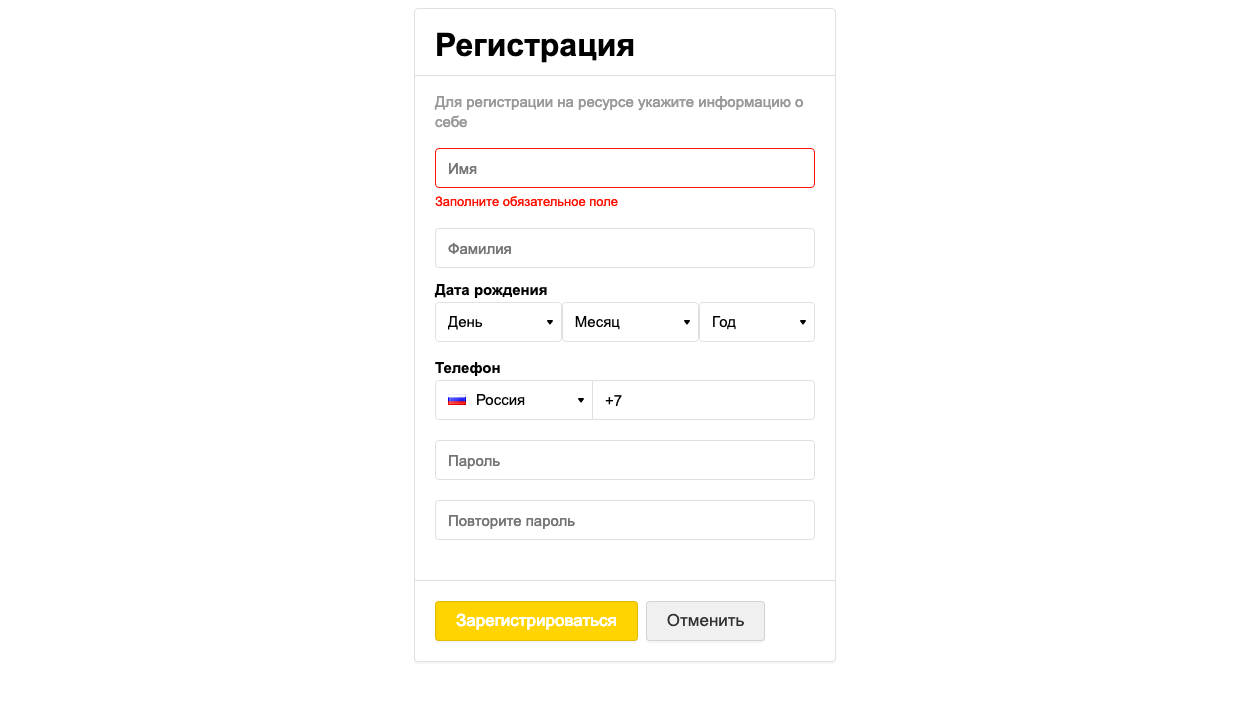 Регистрация
Для регистрации на ресурсе укажите информацию о
себе
Имя
Заполните обязательное поле
Фамилия
Дата рождения
День Месяц Год
Телефон
Россия +7
Пароль
Повторите пароль
Зарегистрироваться Отменить